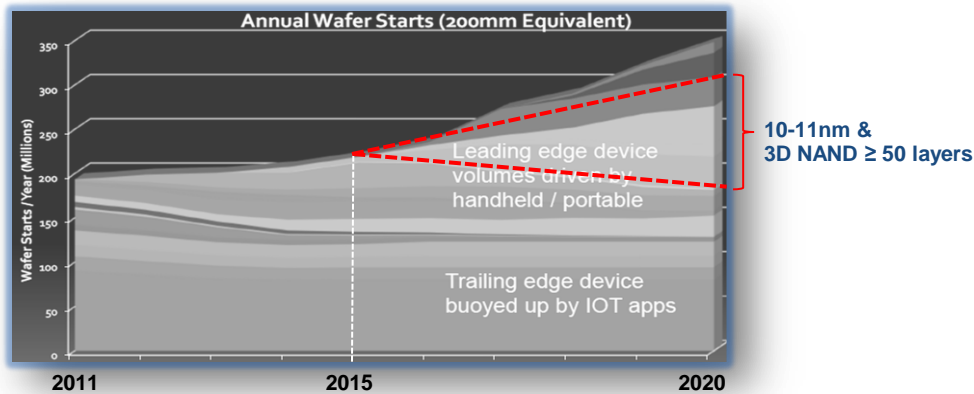 Annual Wafer Starts (200mm Equivalent)
Wafer Starts /Year (Millions)
350
300
250
200
150
100
50
0
Leading edge device
volumes driven by
handheld / portable
Trailing edge device
buoyed up by IOT apps
10-11nm &
3D NAND ≥ 50 layers
2011
2015
2020